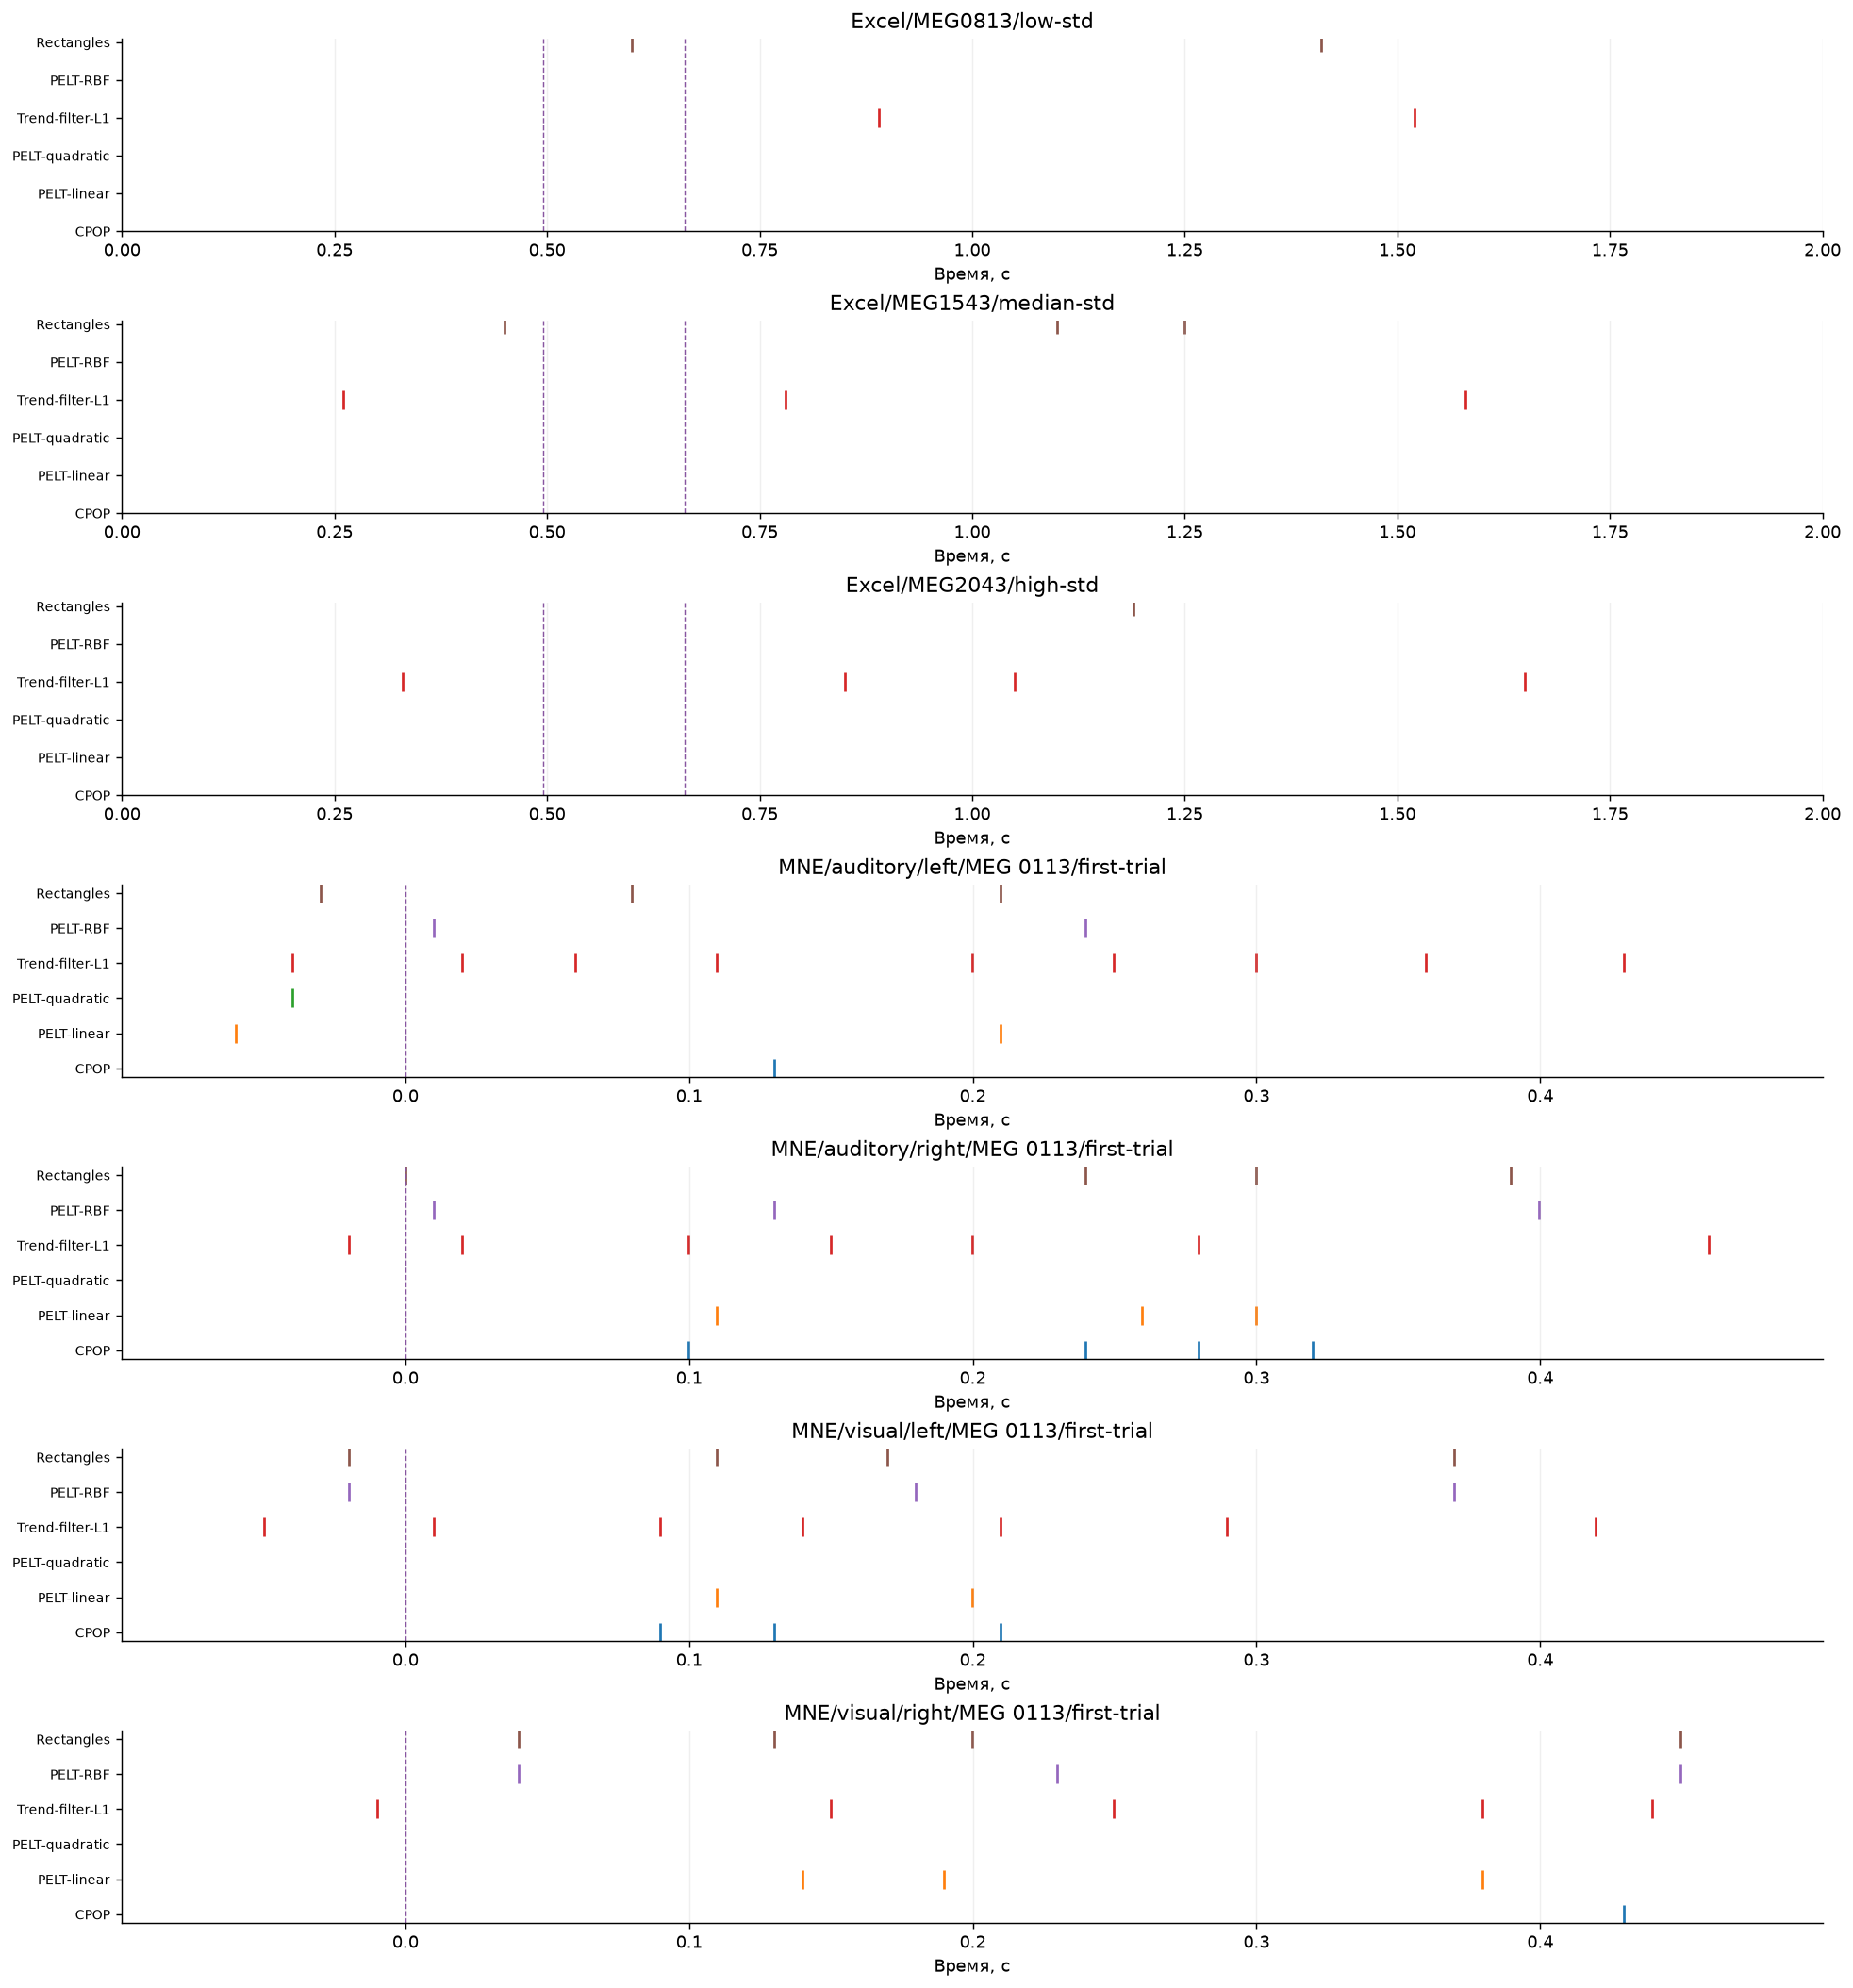 Excel/MEG0813/low-std
Rectangles
PELT-RBF
Trend-filter-L1
PELT-quadratic
PELT-linear
CPOP
0.00 0.25 0.50 0.75 1.00 1.25 1.50 1.75 2.00
Время, с
Excel/MEG1543/median-std
Rectangles
PELT-RBF
Trend-filter-L1
PELT-quadratic
PELT-linear
CPOP
0.00 0.25 0.50 0.75 1.00 1.25 1.50 1.75 2.00
Время, с
Excel/MEG2043/high-std
Rectangles
PELT-RBF
Trend-filter-L1
PELT-quadratic
PELT-linear
CPOP
0.00 0.25 0.50 0.75 1.00 1.25 1.50 1.75 2.00
Время, с
MNE/auditory/left/MEG 0113/first-trial
Rectangles
PELT-RBF
Trend-filter-L1
PELT-quadratic
PELT-linear
CPOP
0.0 0.1 0.2 0.3 0.4
Время, с
MNE/auditory/right/MEG 0113/first-trial
Rectangles
PELT-RBF
Trend-filter-L1
PELT-quadratic
PELT-linear
CPOP
0.0 0.1 0.2 0.3 0.4
Время, с
MNE/visual/left/MEG 0113/first-trial
Rectangles
PELT-RBF
Trend-filter-L1
PELT-quadratic
PELT-linear
CPOP
0.0 0.1 0.2 0.3 0.4
Время, с
MNE/visual/right/MEG 0113/first-trial
Rectangles
PELT-RBF
Trend-filter-L1
PELT-quadratic
PELT-linear
CPOP
0.0 0.1 0.2 0.3 0.4
Время, с